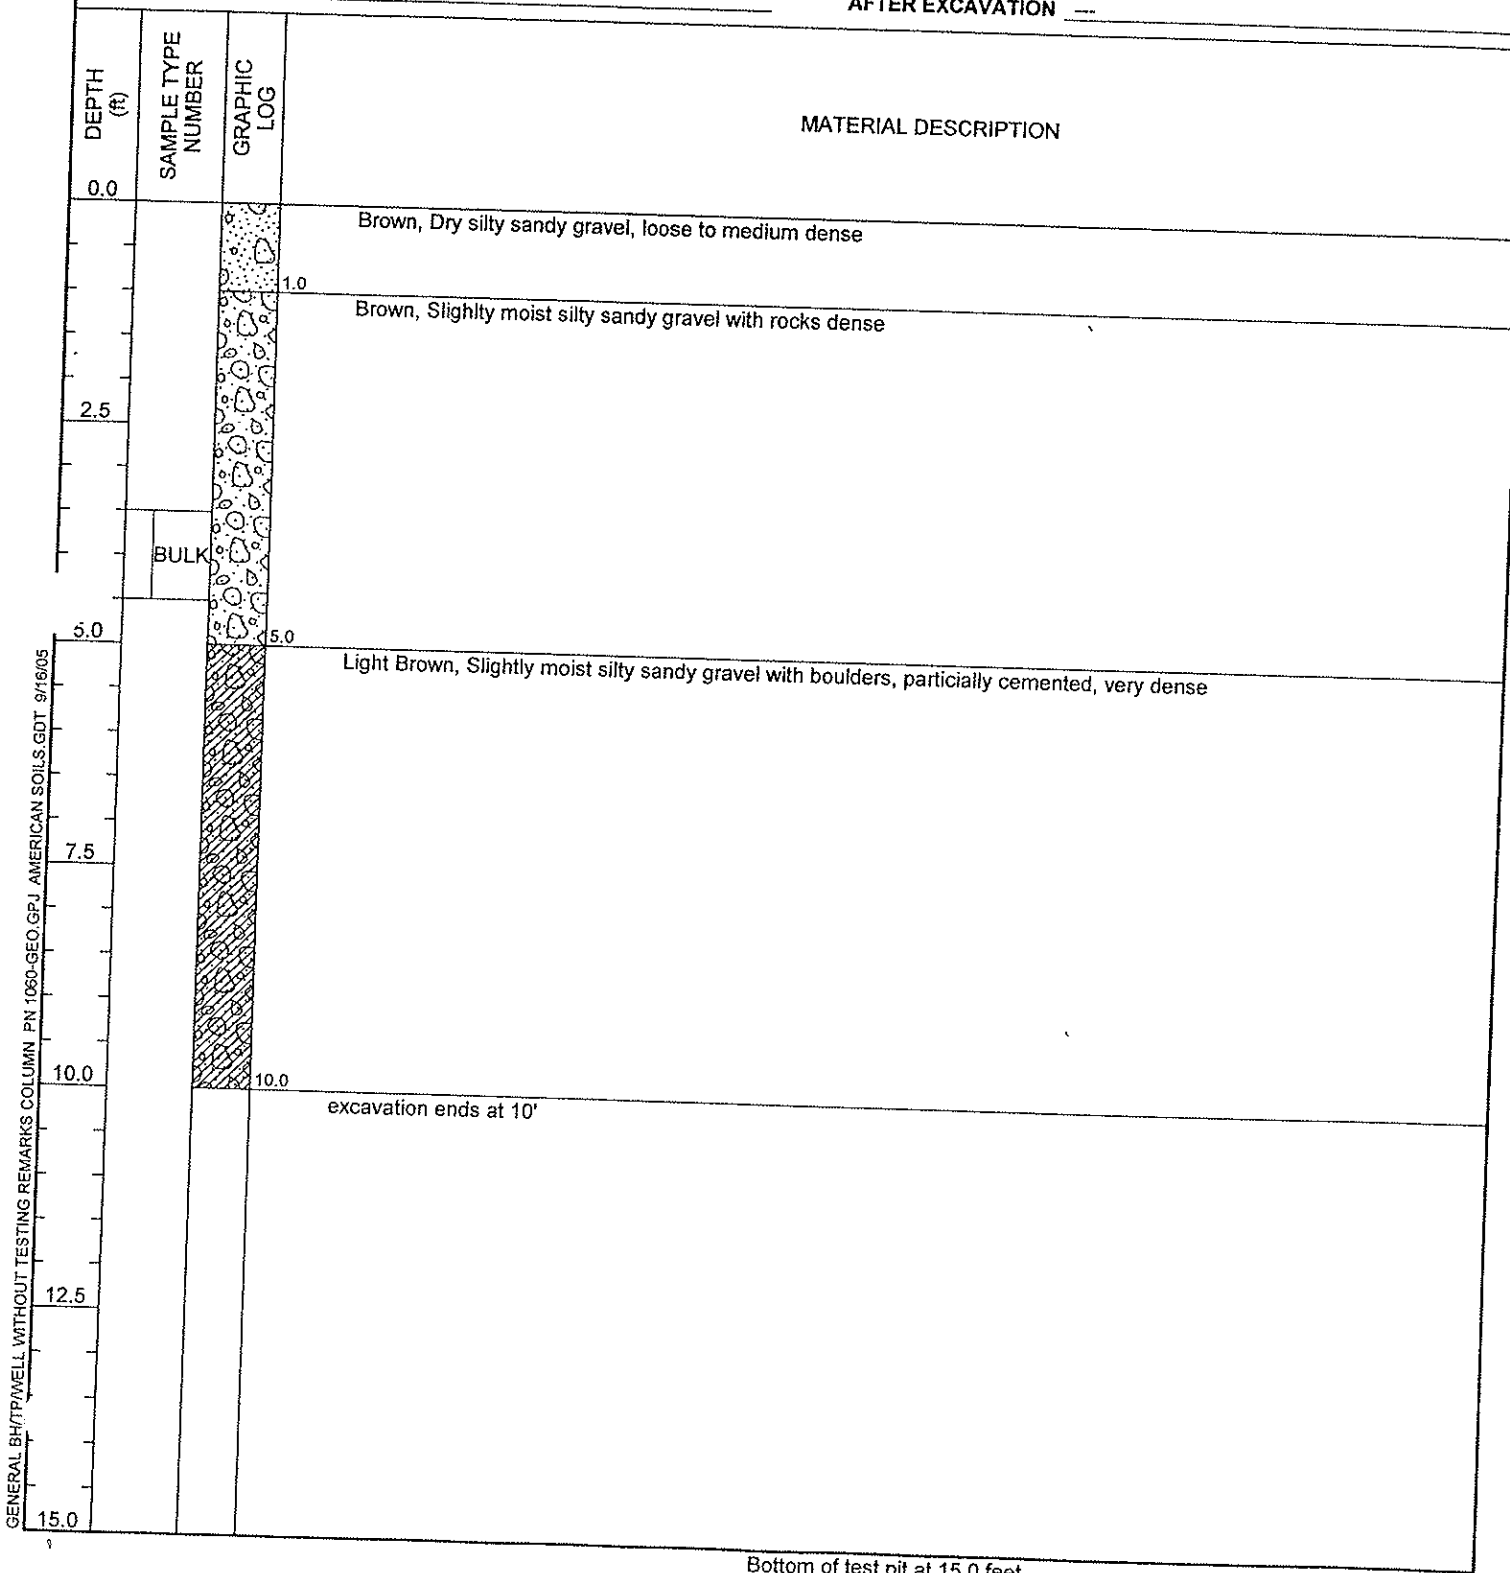 AFTER EXCAVATION ---
DEPTH
(ft)
SAMPLE TYPE
NUMBER
GRAPHIC
LOG
MATERIAL DESCRIPTION
0.0
Brown, Dry silty sandy gravel, loose to medium dense
1.0
Brown, Slighlty moist silty sandy gravel with rocks dense
2.5
BULK
5.0
5.0
Light Brown, Slightly moist silty sandy gravel with boulders, particially cemented, very dense
7.5
10.0
10.0
excavation ends at 10'
12.5
15.0
Bottom of test pit at 15.0 feet.
GENERAL BH/TP/WELL WITHOUT TESTING REMARKS COLUMN PN 1060-GEO.GPJ AMERICAN SOILS.GDT 9/16/05